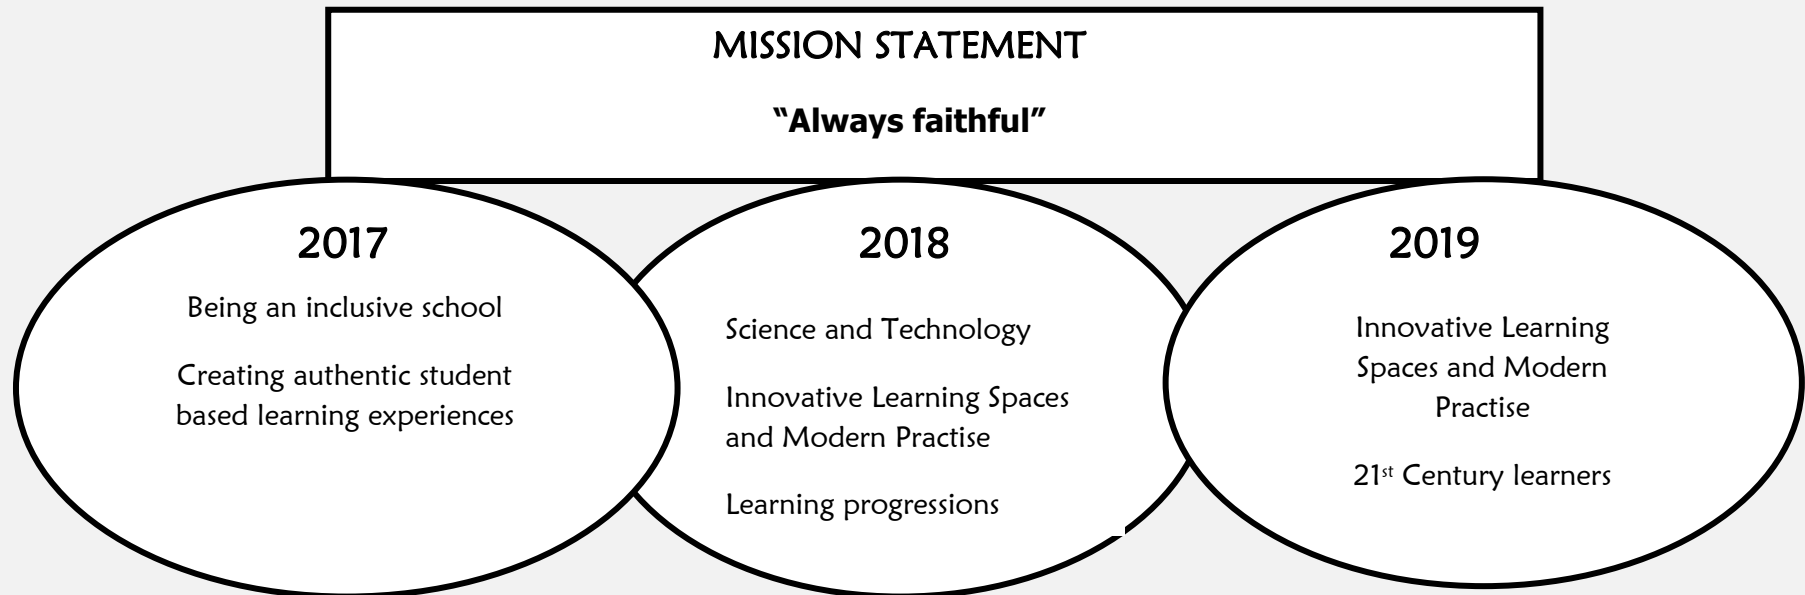 MISSION STATEMENT
“Always faithful”
2017
Being an inclusive school
Creating authentic student
based learning experiences
2018
Science and Technology
Innovative Learning Spaces
and Modern Practise
Learning progressions
2019
Innovative Learning
Spaces and Modern
Practise
21st Century learners